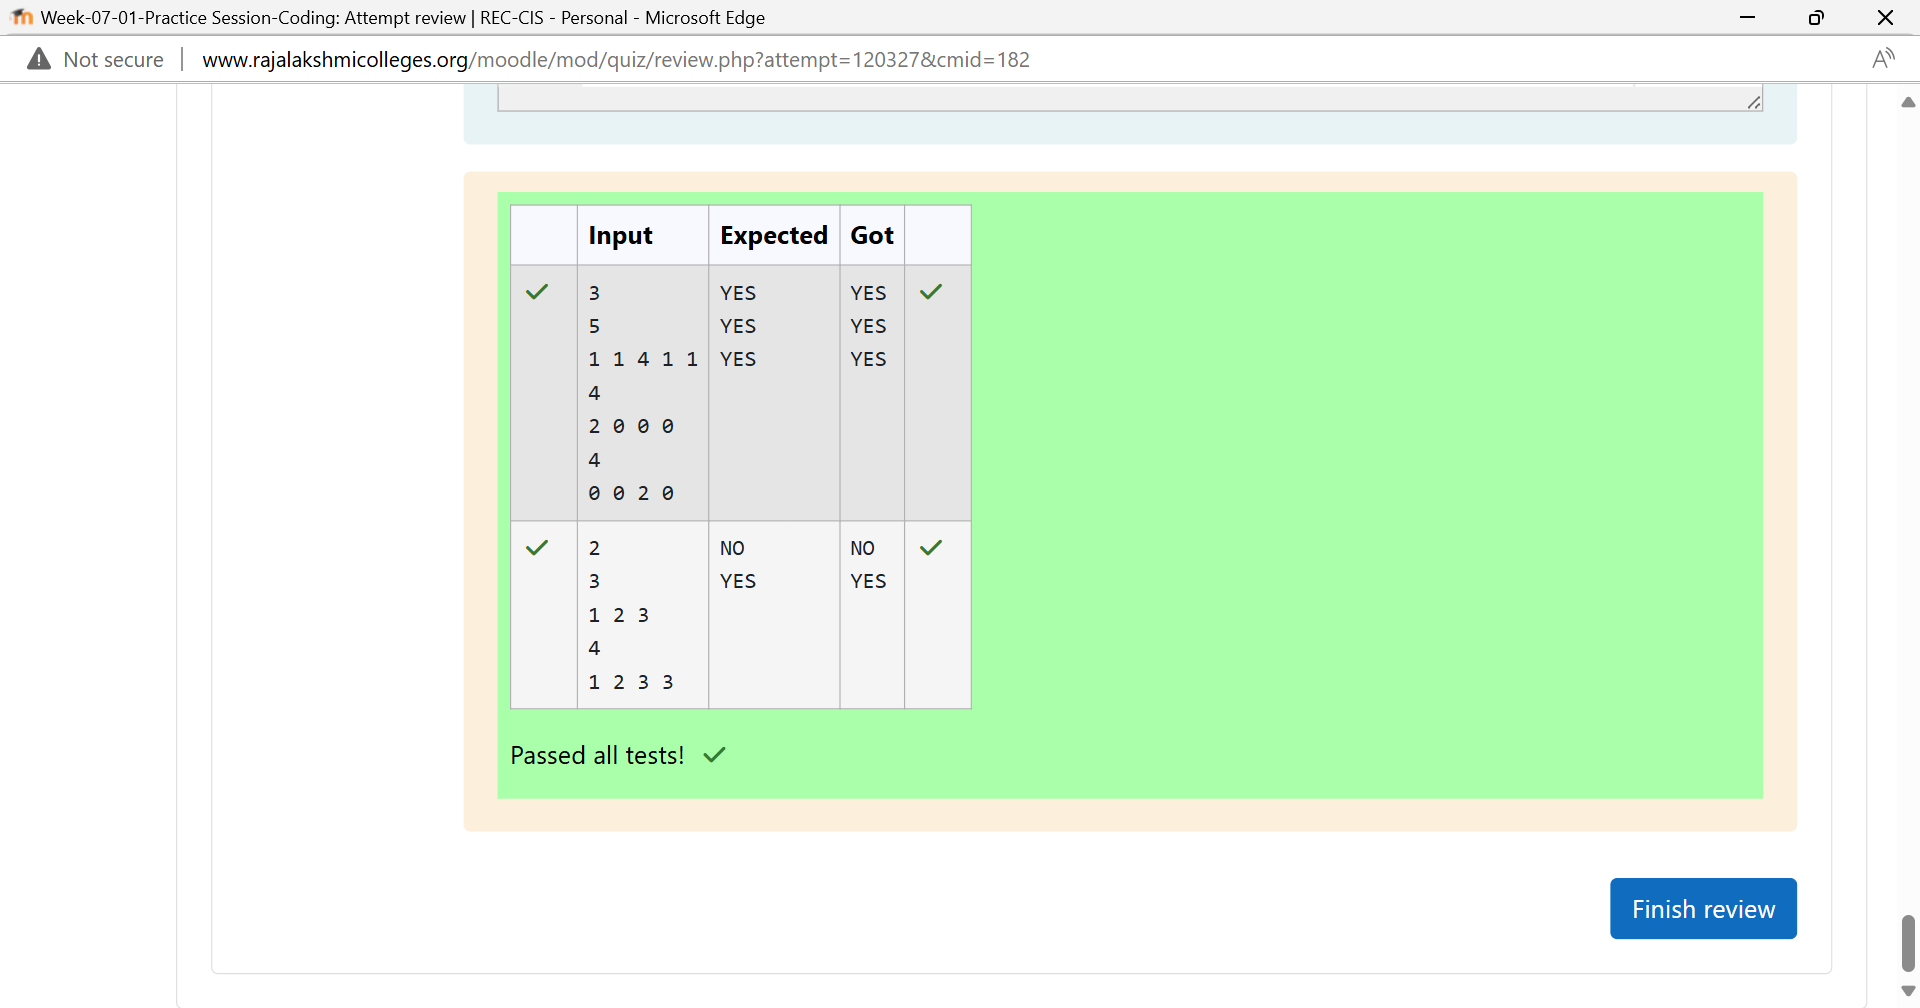 Week-07-01-Practice Session-Coding: Attempt review | REC-CIS - Personal - Microsoft Edge
Not secure | www.rajalakshmicolleges.org/moodle/mod/quiz/review.php?attempt=120327&cmid=182
Input Expected Got
3 YES YES
5 YES YES
1 1 4 1 1 YES YES
4
2 0 0 0
4
0 0 2 0
2 NO NO
3 YES YES
1 2 3
4
1 2 3 3
Passed all tests!
Finish review